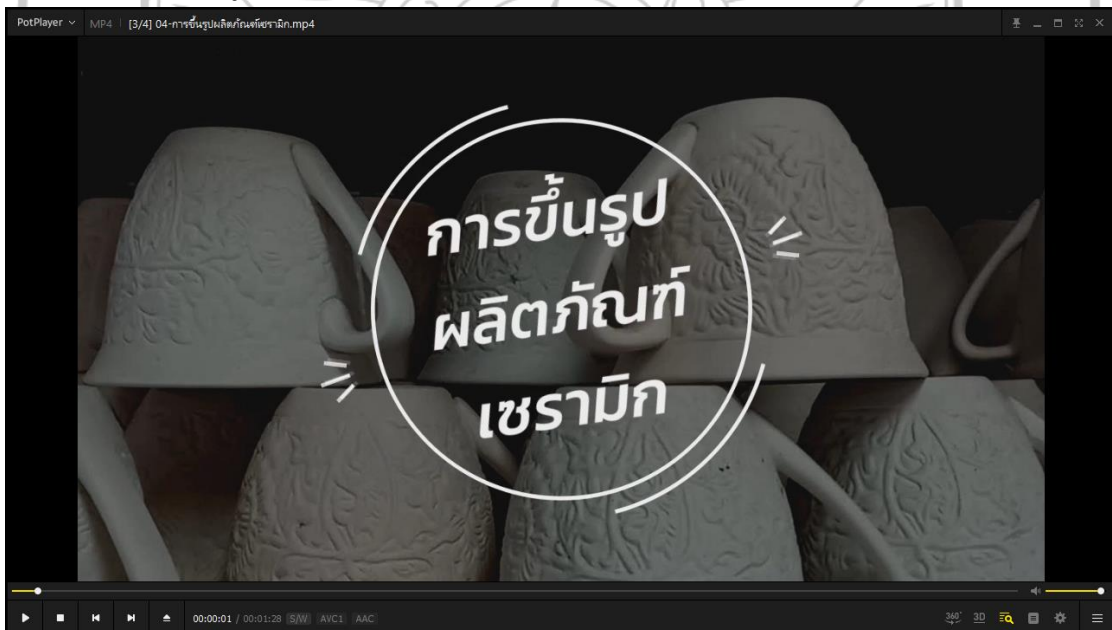 PotPlayer MP4 [3/4] 04-การขึ้นรูปผลิตภัณฑ์เซรามิก.mp4
การขึ้นรูป
ผลิตภัณฑ์
เซรามิก
00:00:01 / 00:01:28 S/W AVC1 AAC
360° 3D